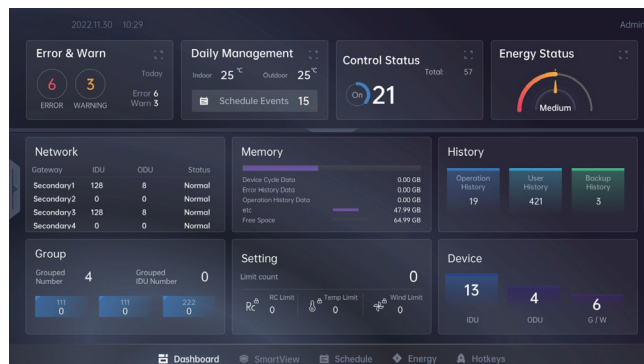 2022.11.30 10:29
Admin
Error & Warn
6
3
ERROR
WARNING
Today
Error 6
Warn 3
Daily Management
Indoor 25 ℃
Outdoor 25 ℃
Schedule Events 15
Control Status
Total: 57
On 21
Energy Status
Medium
Network
Gateway IDU ODU Status
Secondary1 128 8 Normal
Secondary2 0 0 Normal
Secondary3 128 8 Normal
Secondary4 0 0 Normal
Memory
Device Cycle Data 0.00 GB
Error History Data 0.00 GB
Operation History Data 0.00 GB
etc 47.99 GB
Free Space 64.99 GB
History
Operation History
19
User History
421
Backup History
3
Group
Grouped Number 4
Grouped IDU Number 0
111
0
111
0
222
0
Setting
Limit count 0
Rc RC Limit
0
Temp Limit
0
Wind Limit
0
Device
13
IDU
4
ODU
6
G / W
Dashboard SmartView Schedule Energy Hotkeys